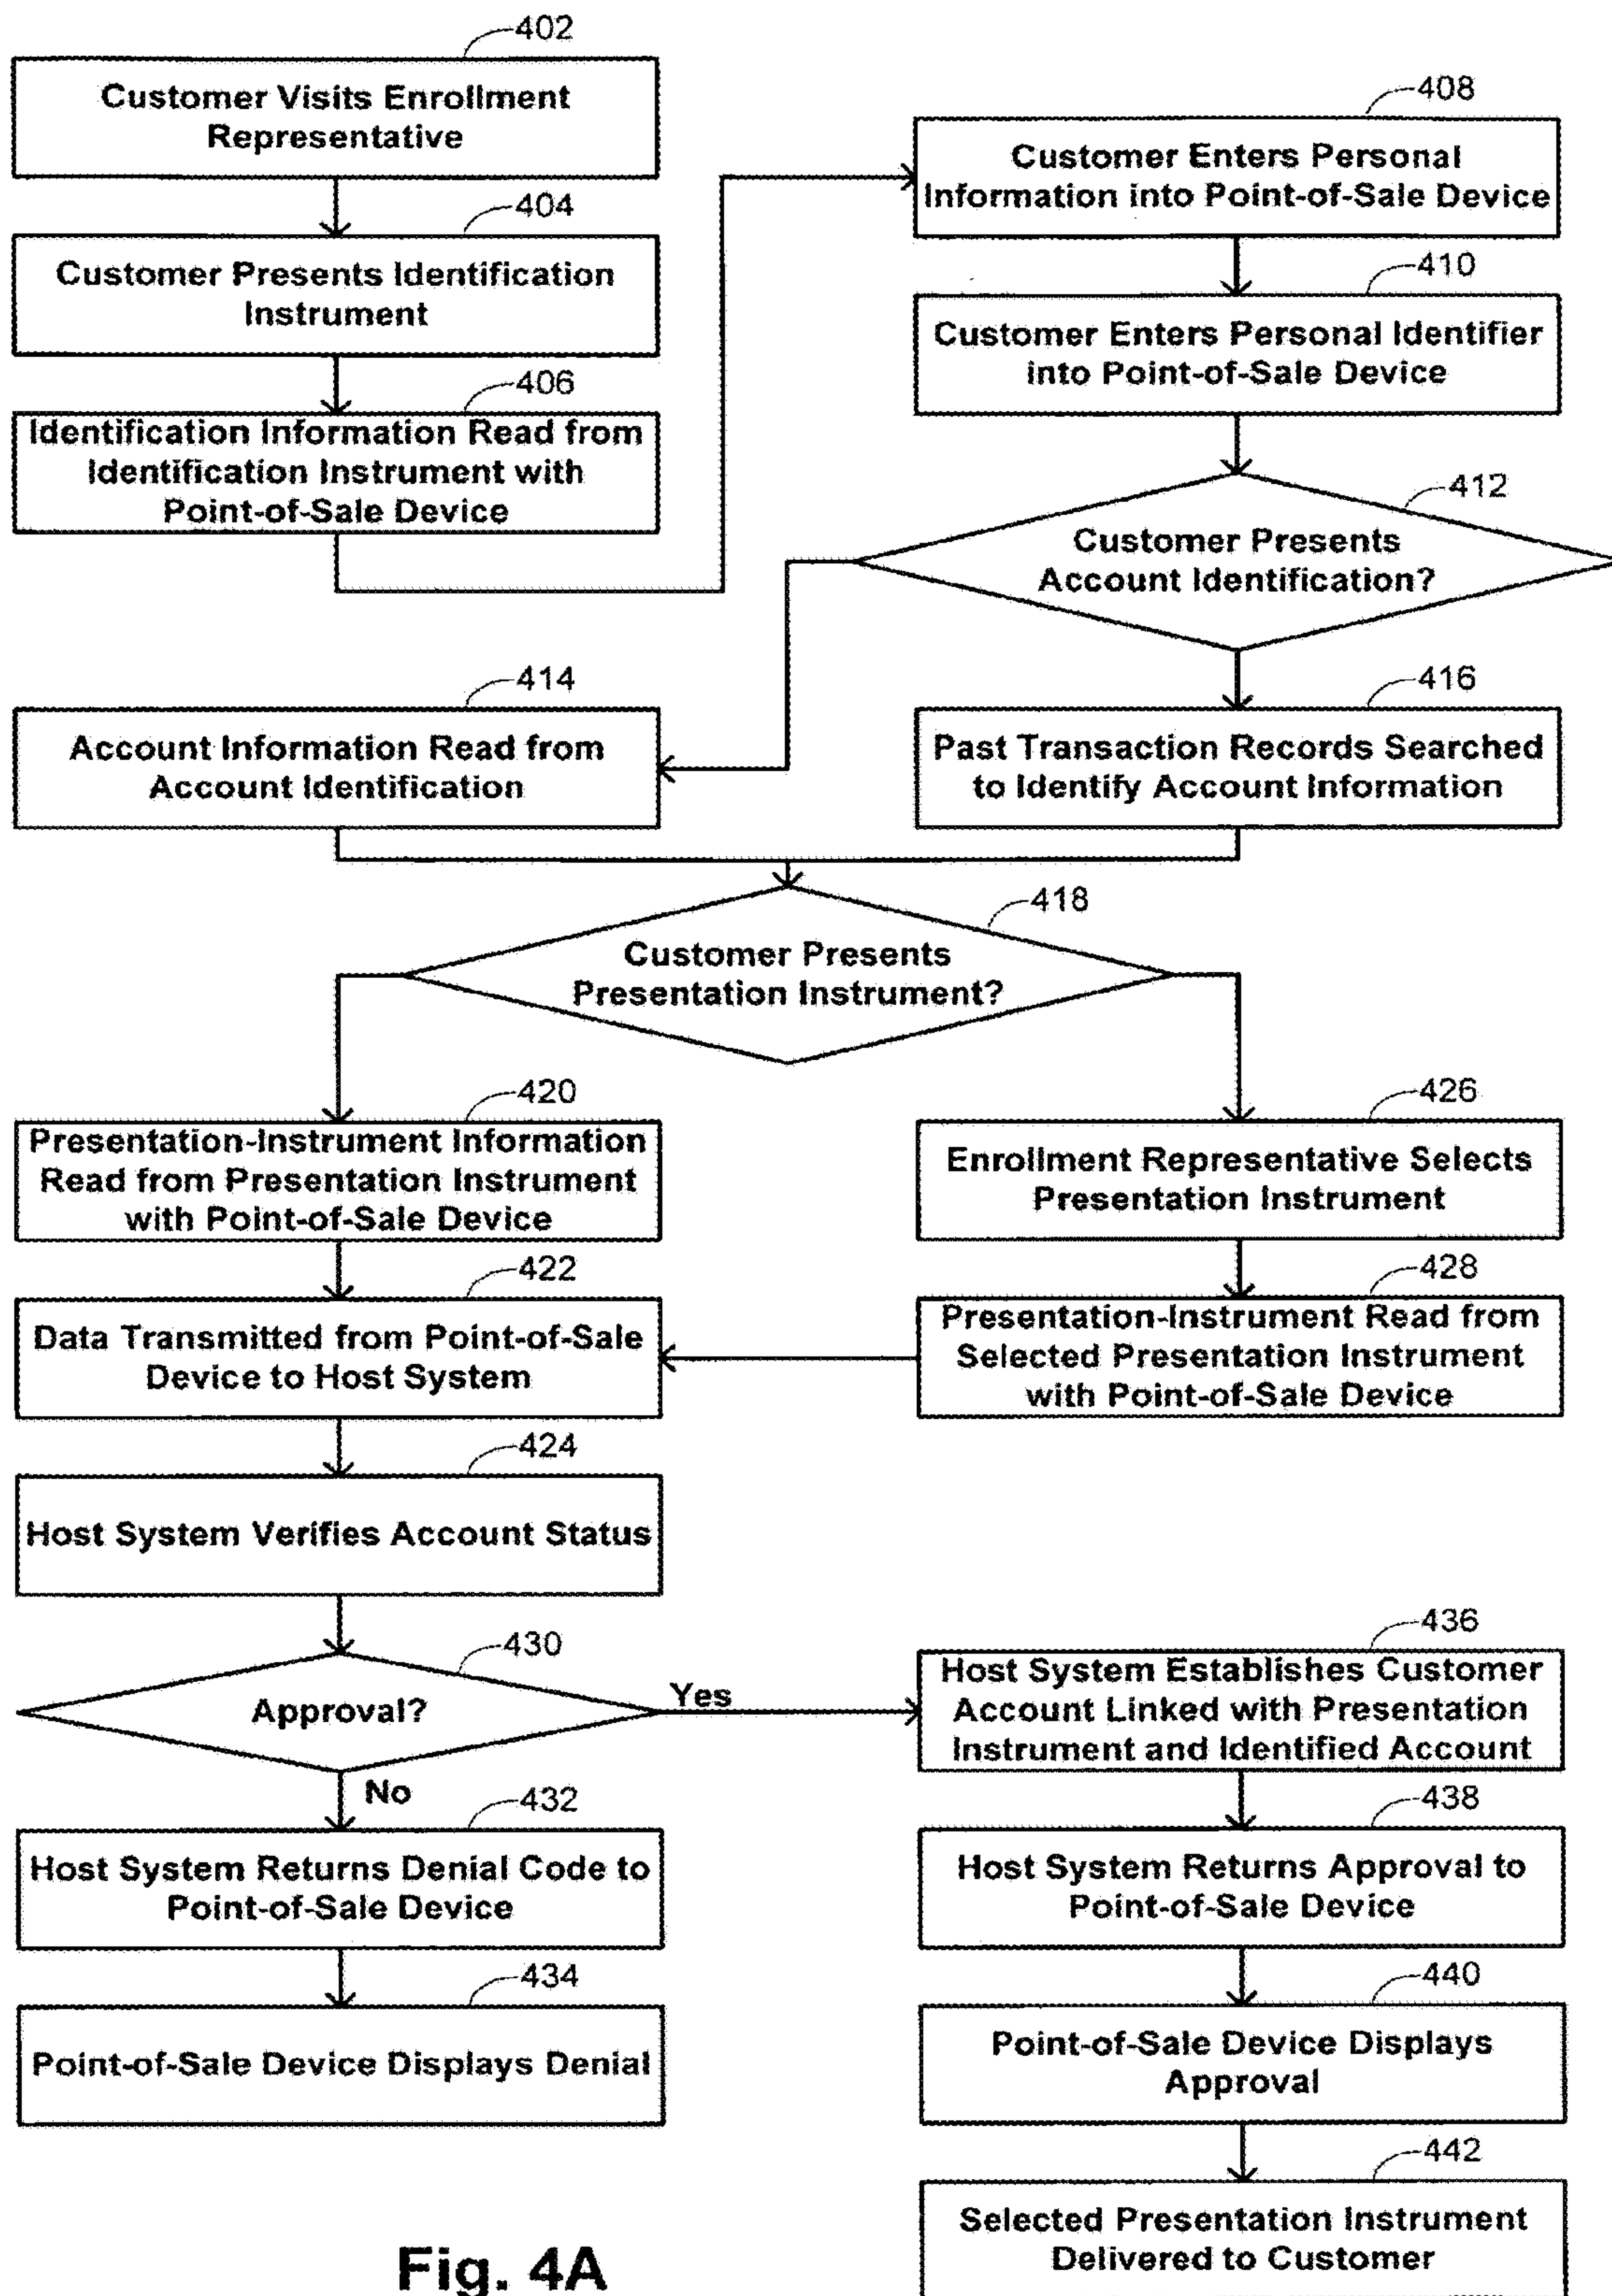 402
Customer Visits Enrollment
Representative
404
Customer Presents Identification
Instrument
406
Identification Information Read from
Identification Instrument with
Point-of-Sale Device
408
Customer Enters Personal
Information into Point-of-Sale Device
410
Customer Enters Personal Identifier
into Point-of-Sale Device
412
Customer Presents
Account Identification?
414
Account Information Read from
Account Identification
416
Past Transaction Records Searched
to Identify Account Information
418
Customer Presents
Presentation Instrument?
420
Presentation-Instrument Information
Read from Presentation Instrument
with Point-of-Sale Device
426
Enrollment Representative Selects
Presentation Instrument
422
Data Transmitted from Point-of-Sale
Device to Host System
428
Presentation-Instrument Read from
Selected Presentation Instrument
with Point-of-Sale Device
424
Host System Verifies Account Status
430
Approval?
Yes
No
432
Host System Returns Denial Code to
Point-of-Sale Device
434
Point-of-Sale Device Displays Denial
436
Host System Establishes Customer
Account Linked with Presentation
Instrument and Identified Account
438
Host System Returns Approval to
Point-of-Sale Device
440
Point-of-Sale Device Displays
Approval
442
Selected Presentation Instrument
Delivered to Customer
Fig. 4A